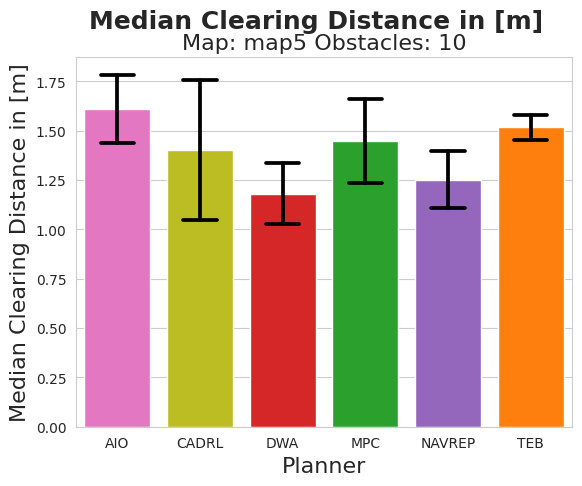 Median Clearing Distance in [m]
Map: map5 Obstacles: 10
Median Clearing Distance in [m]
1.75
1.50
1.25
1.00
0.75
0.50
0.25
0.00
AIO CADRL DWA MPC NAVREP TEB
Planner